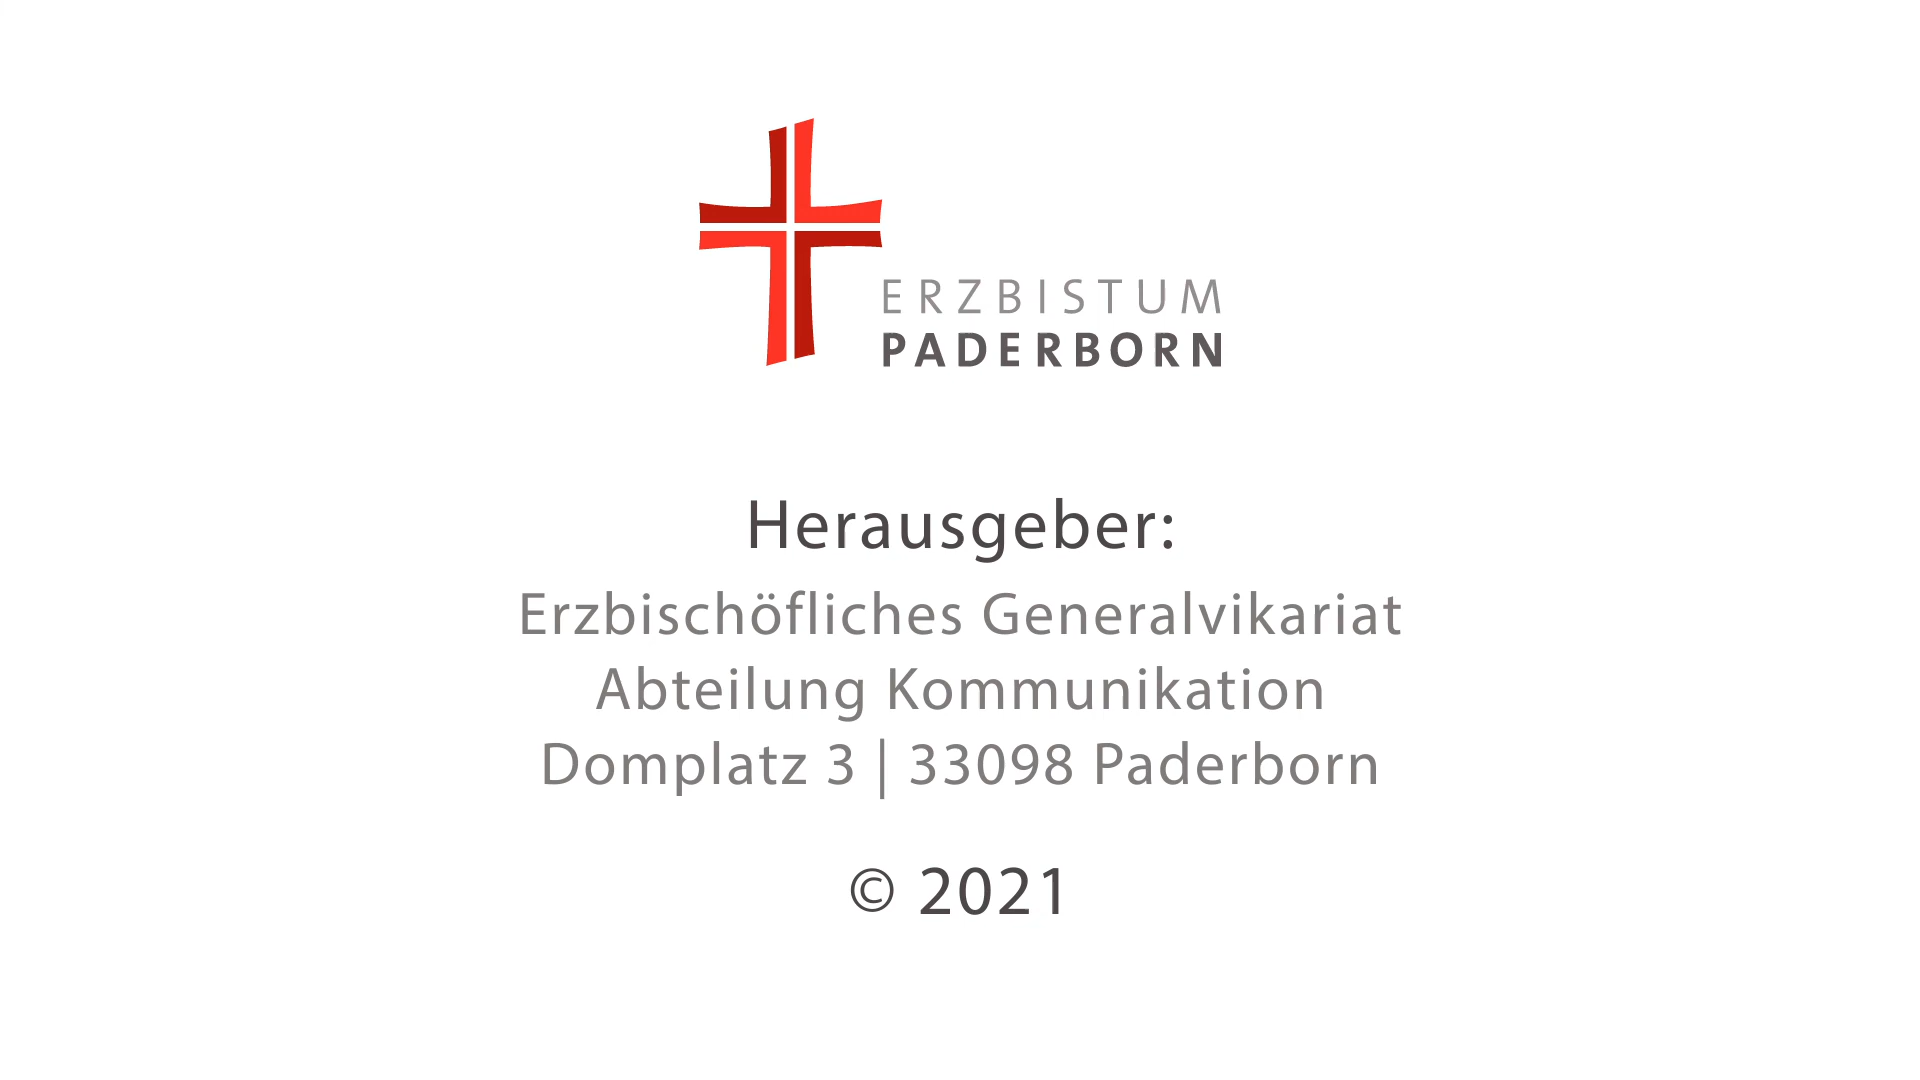 ERZBISTUM
PADERBORN
Herausgeber:
Erzbischöfliches Generalvikariat
Abteilung Kommunikation
Domplatz 3 | 33098 Paderborn
© 2021